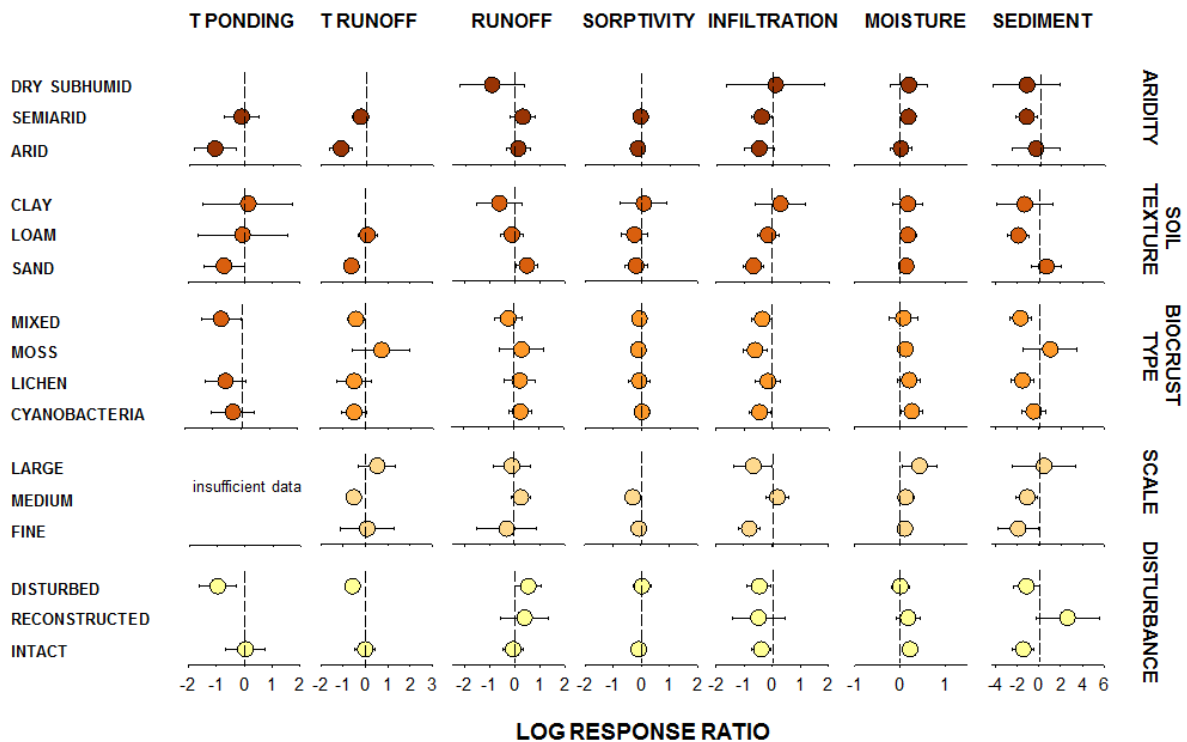 T PONDING T RUNOFF RUNOFF SORPTIVITY INFILTRATION MOISTURE SEDIMENT
DRY SUBHUMID
SEMIARID
ARID
ARIDITY
CLAY
LOAM
SAND
SOIL
TEXTURE
MIXED
MOSS
LICHEN
CYANOBACTERIA
BIOCRUST
TYPE
LARGE
MEDIUM
FINE
insufficient data
SCALE
DISTURBED
RECONSTRUCTED
INTACT
DISTURBANCE
-2 -1 0 1 2 -2 -1 0 1 2 3 -2 -1 0 1 2 -2 -1 0 1 2 -2 -1 0 1 2 -1 0 1 -4 -2 0 2 4 6
LOG RESPONSE RATIO